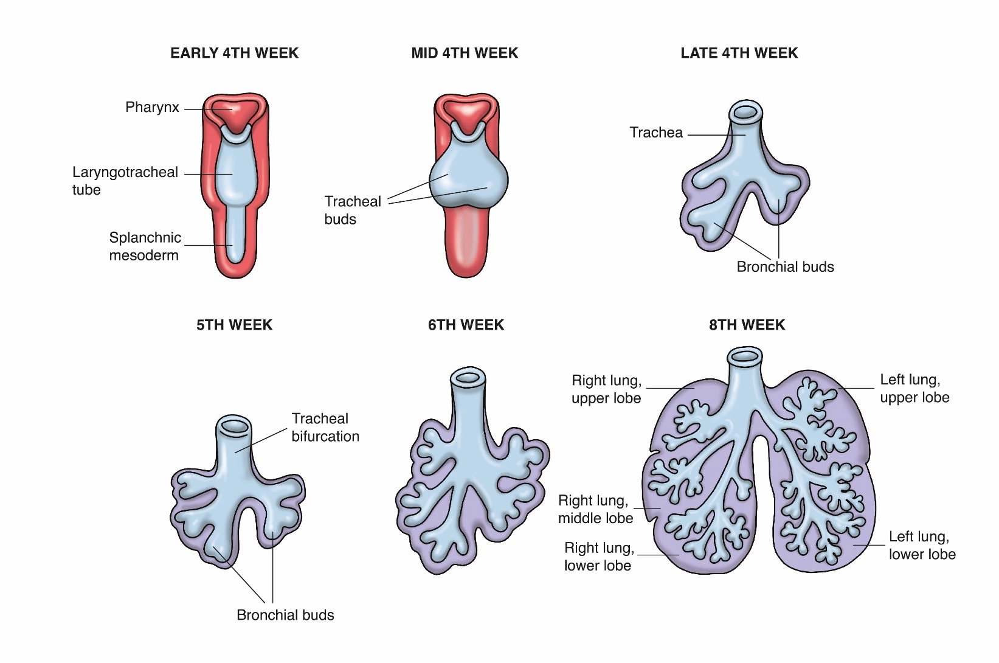 EARLY 4TH WEEK
MID 4TH WEEK
LATE 4TH WEEK
Pharynx
Laryngotracheal
tube
Splanchnic
mesoderm
Tracheal
buds
Trachea
Bronchial buds
5TH WEEK
6TH WEEK
8TH WEEK
Tracheal
bifurcation
Bronchial buds
Right lung,
upper lobe
Left lung,
upper lobe
Right lung,
middle lobe
Right lung,
lower lobe
Left lung,
lower lobe